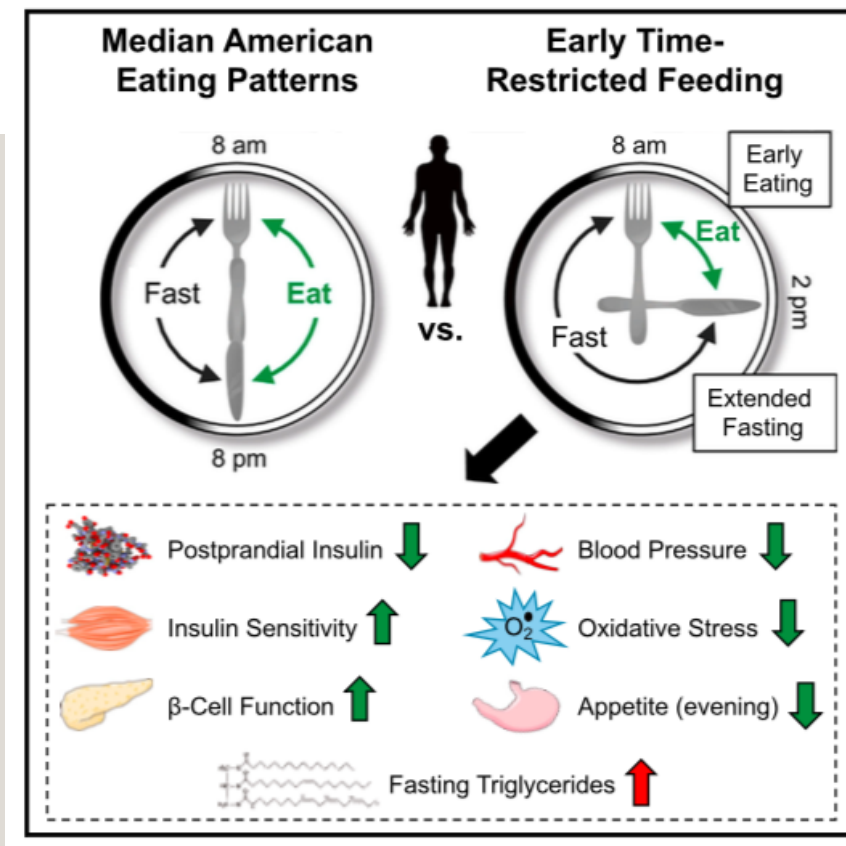 Median American
Eating Patterns
Early Time-
Restricted Feeding
8 am
Fast
Eat
8 pm
vs.
8 am
Early
Eating
Eat
2 pm
Fast
Extended
Fasting
Postprandial Insulin
Blood Pressure
Insulin Sensitivity
O₂•
Oxidative Stress
β-Cell Function
Appetite (evening)
Fasting Triglycerides